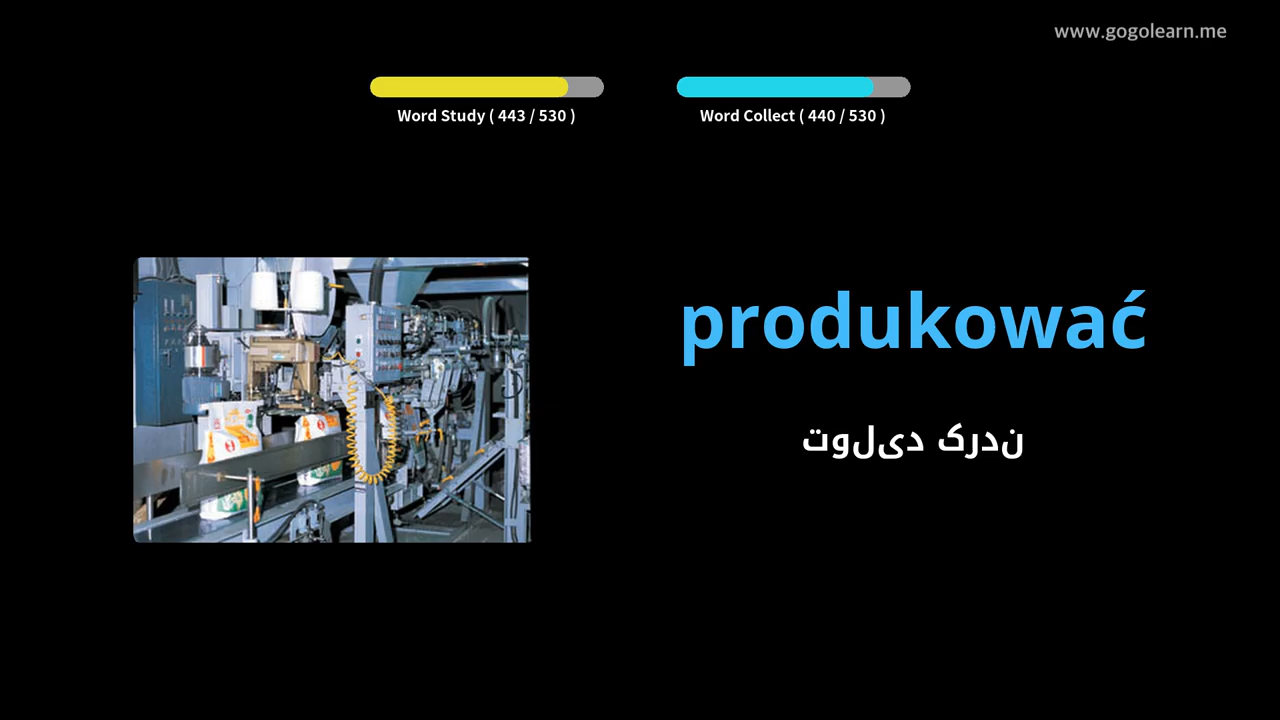 www.gogolearn.me
Word Study ( 443 / 530 )
Word Collect ( 440 / 530 )
produkować
تولید کردن